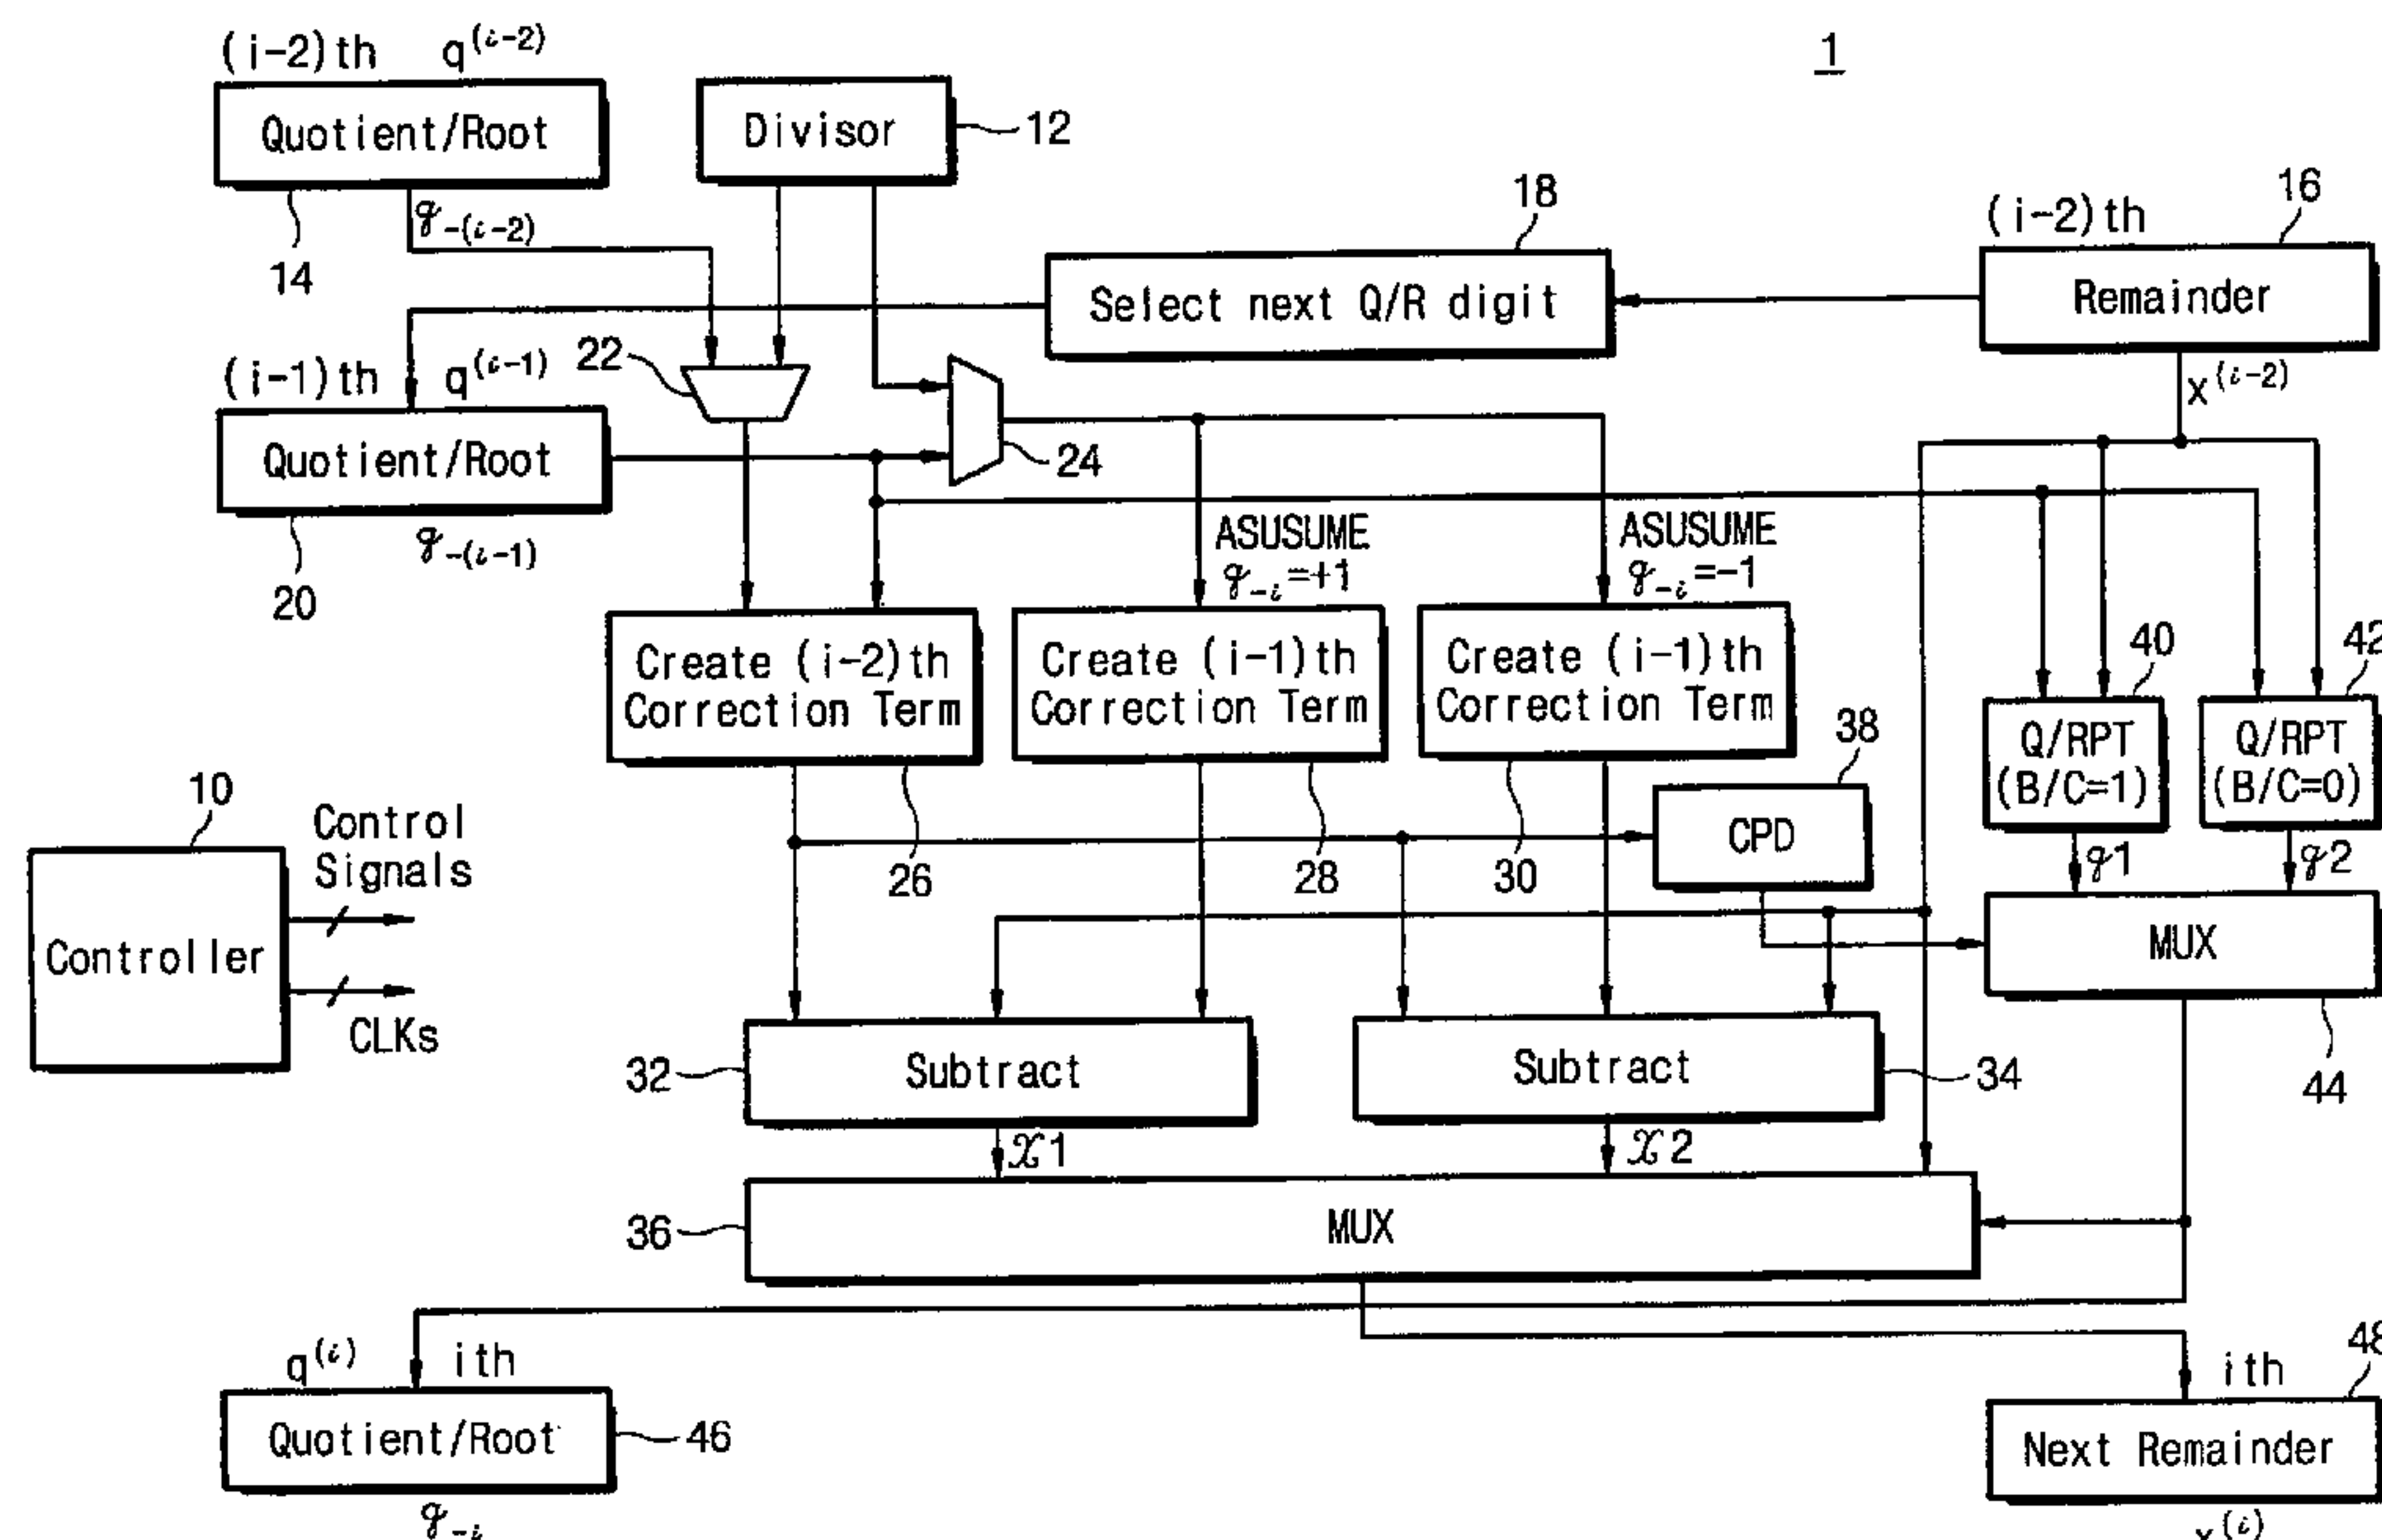 1
(i-2)th q^(i-2)
Quotient/Root
14
q-(i-2)
Divisor
12
18
Select next Q/R digit
(i-2)th
16
Remainder
x^(i-2)
(i-1)th q^(i-1)
Quotient/Root
20
q-(i-1)
22
24
ASUSUME
q-i=+1
ASUSUME
q-i=-1
Create (i-2)th
Correction Term
26
Create (i-1)th
Correction Term
28
Create (i-1)th
Correction Term
30
38
CPD
40
Q/RPT
(B/C=1)
q1
42
Q/RPT
(B/C=0)
q2
10
Controller
Control
Signals
CLKs
MUX
44
32
Subtract
x1
Subtract
34
x2
36
MUX
q^(i) ith
Quotient/Root
46
q-i
48
ith
Next Remainder
x^(i)